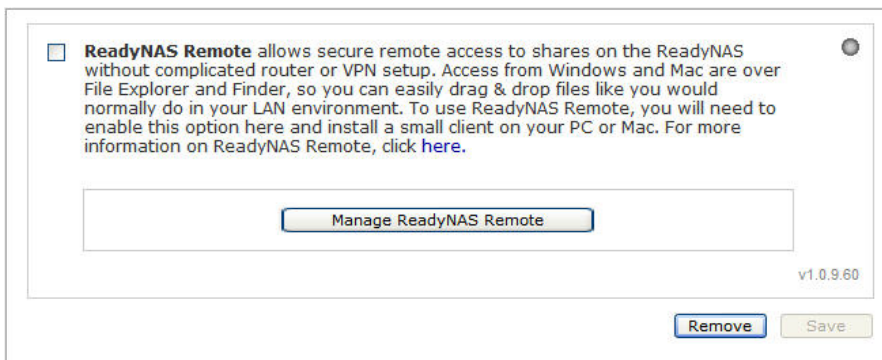 ReadyNAS Remote allows secure remote access to shares on the ReadyNAS
without complicated router or VPN setup. Access from Windows and Mac are over
File Explorer and Finder, so you can easily drag & drop files like you would
normally do in your LAN environment. To use ReadyNAS Remote, you will need to
enable this option here and install a small client on your PC or Mac. For more
information on ReadyNAS Remote, click here.
Manage ReadyNAS Remote
v1.0.9.60
Remove
Save